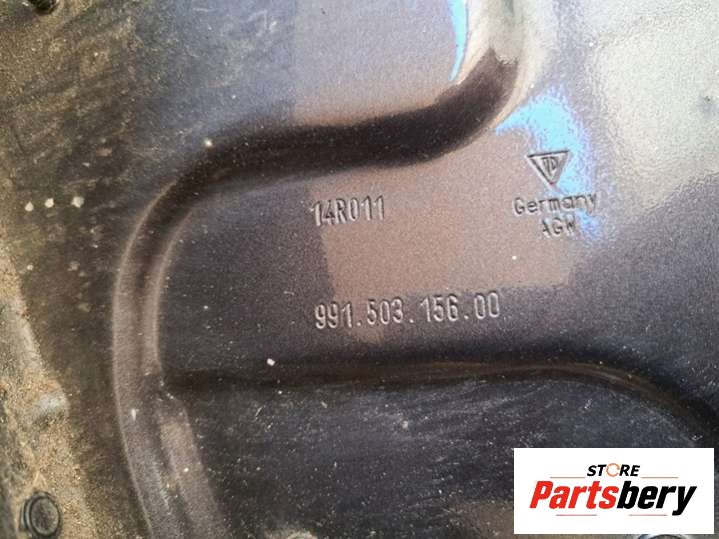 14R011
Germany
AGW
991.503.156.00
STORE
Partsbery